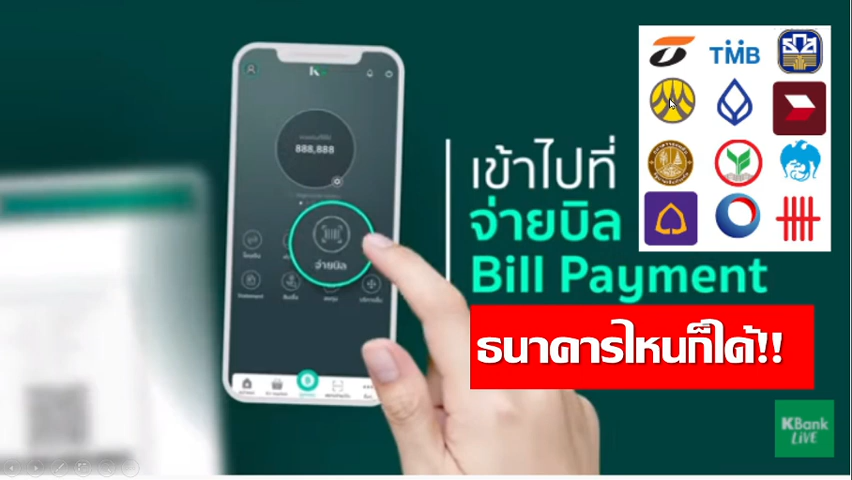 888,888
จ่ายบิล
Statement
เข้าไปที่
จ่ายบิล
Bill Payment
ธนาคารไหนก็ได้!!
TMB
KBank
LIVE